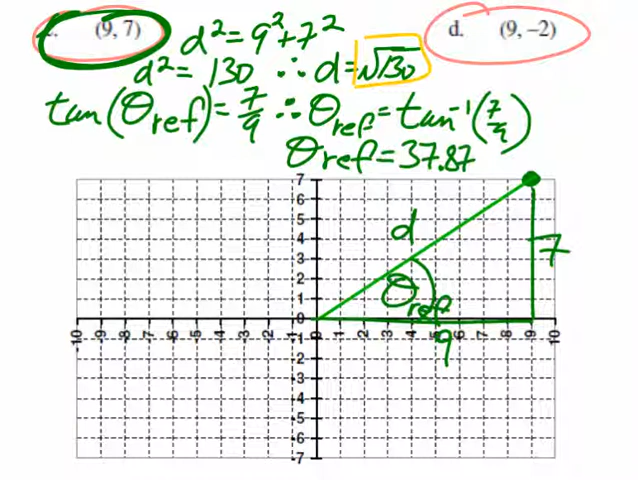 c. (9, 7)
d² = 9² + 7²
d. (9, −2)
d² = 130 ∴ d = √130
tan(θref) = 7/9 ∴ θref = tan⁻¹(7/9)
θref = 37.87
7
6
5
4
3
2
1
0
-1
-2
-3
-4
-5
-6
-7
-10 -9 -8 -7 -6 -5 -4 -3 -2 -1 0 1 2 3 4 5 6 7 8 9 10
d
7
θref
9